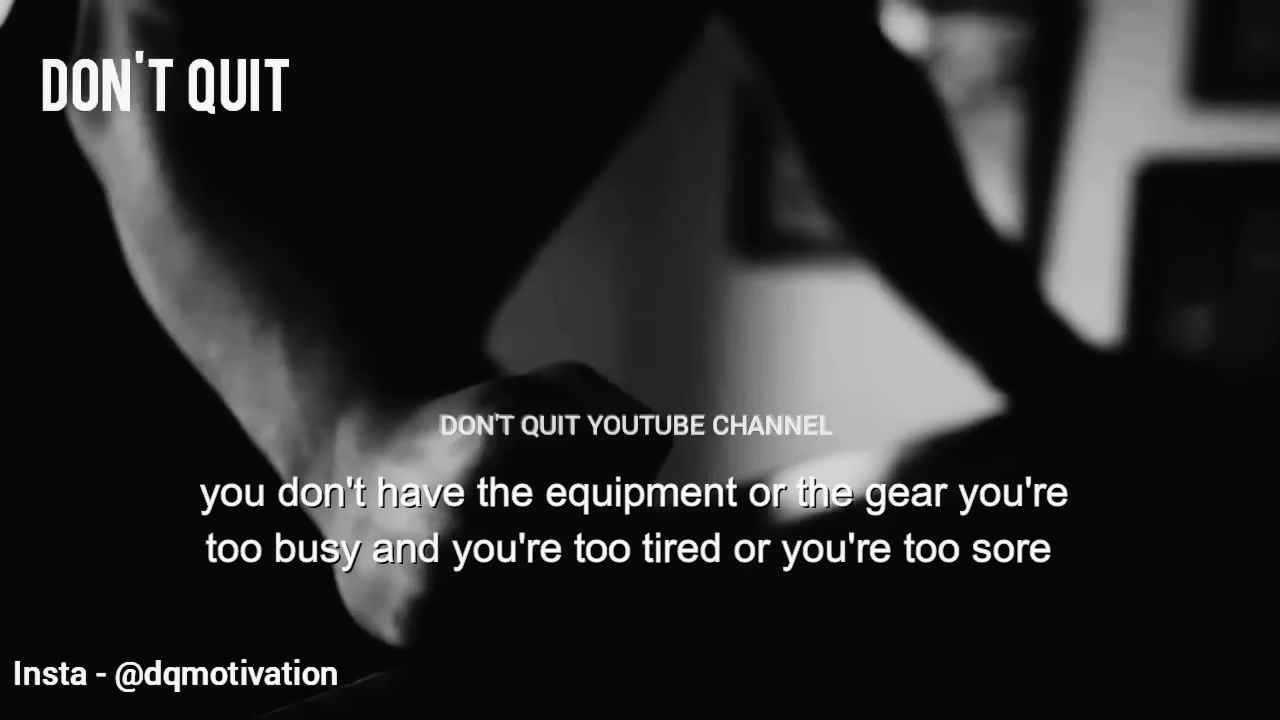 DON'T QUIT
DON'T QUIT YOUTUBE CHANNEL
you don't have the equipment or the gear you're
too busy and you're too tired or you're too sore
Insta - @dqmotivation